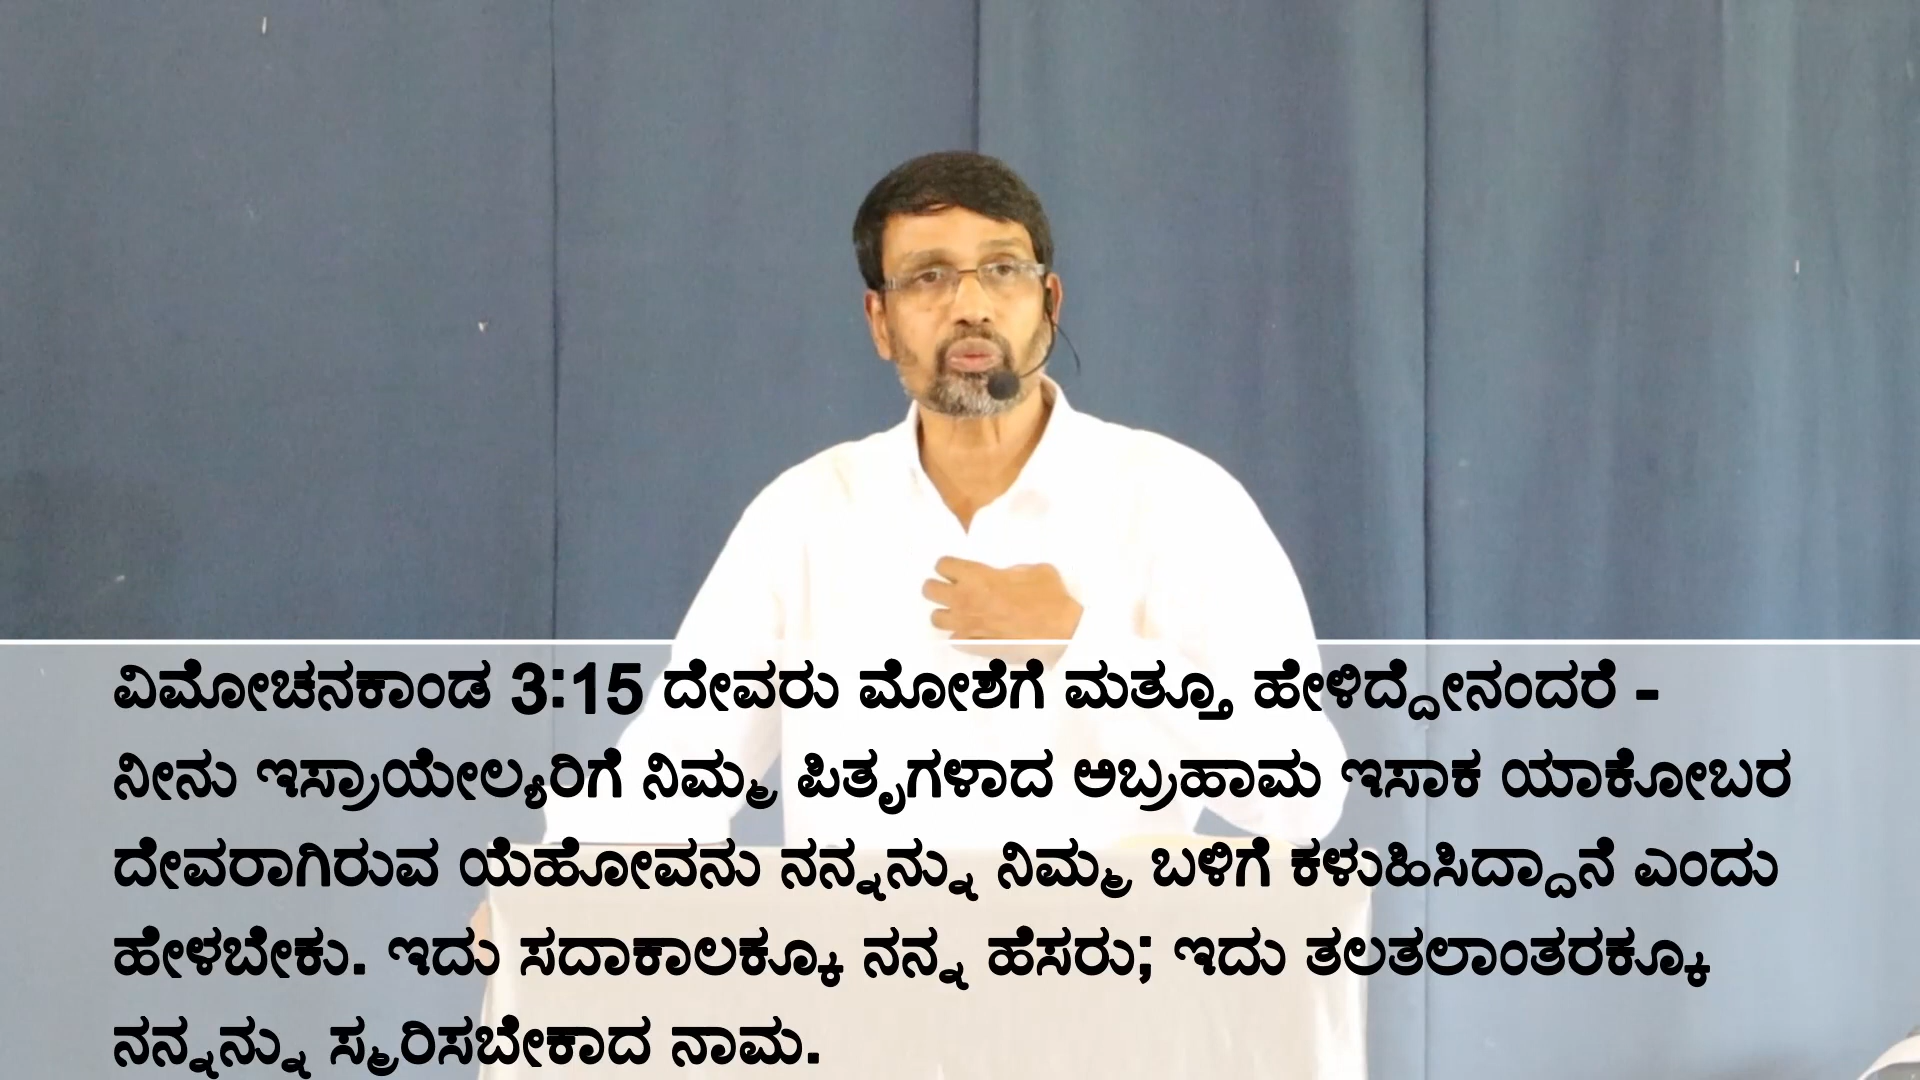 ವಿಮೋಚನಕಾಂಡ 3:15 ದೇವರು ಮೋಶೆಗೆ ಮತ್ತೂ ಹೇಳಿದ್ದೇನಂದರೆ -
ನೀನು ಇಸ್ರಾಯೇಲ್ಯರಿಗೆ ನಿಮ್ಮ ಪಿತೃಗಳಾದ ಅಬ್ರಹಾಮ ಇಸಾಕ ಯಾಕೋಬರ
ದೇವರಾಗಿರುವ ಯೆಹೋವನು ನನ್ನನ್ನು ನಿಮ್ಮ ಬಳಿಗೆ ಕಳುಹಿಸಿದ್ದಾನೆ ಎಂದು
ಹೇಳಬೇಕು. ಇದು ಸದಾಕಾಲಕ್ಕೂ ನನ್ನ ಹೆಸರು; ಇದು ತಲತಲಾಂತರಕ್ಕೂ
ನನ್ನನ್ನು ಸ್ಮರಿಸಬೇಕಾದ ನಾಮ.